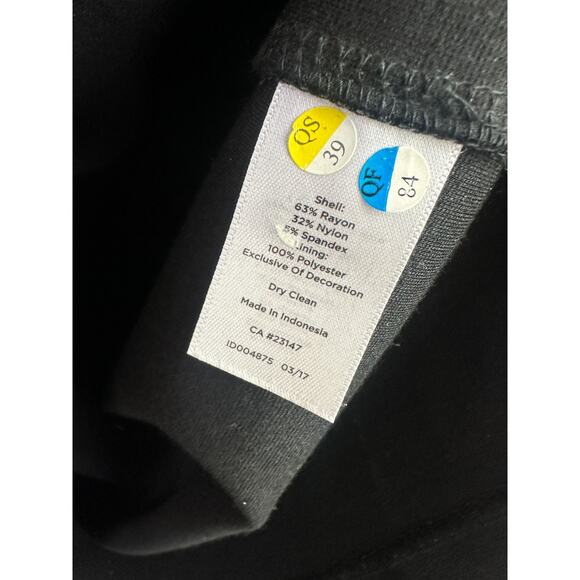 QS
39
QF
84
Shell:
63% Rayon
32% Nylon
5% Spandex
Lining:
100% Polyester
Exclusive Of Decoration
Dry Clean
Made In Indonesia
CA #23147
ID004875 03/17